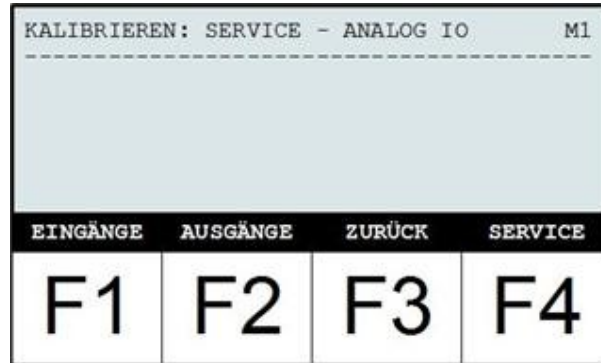 KALIBRIEREN: SERVICE - ANALOG IO M1
------------------------------------------
EINGÄNGE AUSGÄNGE ZURÜCK SERVICE
F1 F2 F3 F4